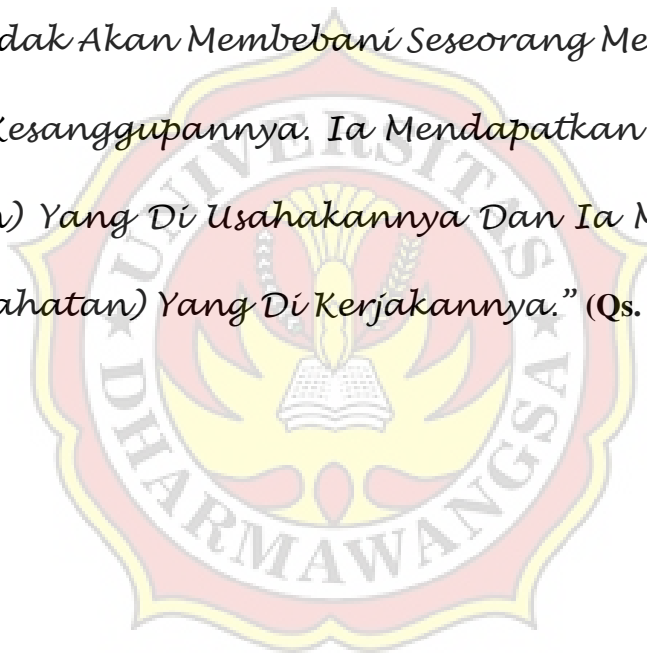 dak Akan Membebani Seseorang Me
Kesanggupannya. Ia Mendapatkan
n) Yang Di Usahakannya Dan Ia M
ahatan) Yang Di Kerjakannya.” (Qs.
UNIVERSITAS
DHARMAWANGSA